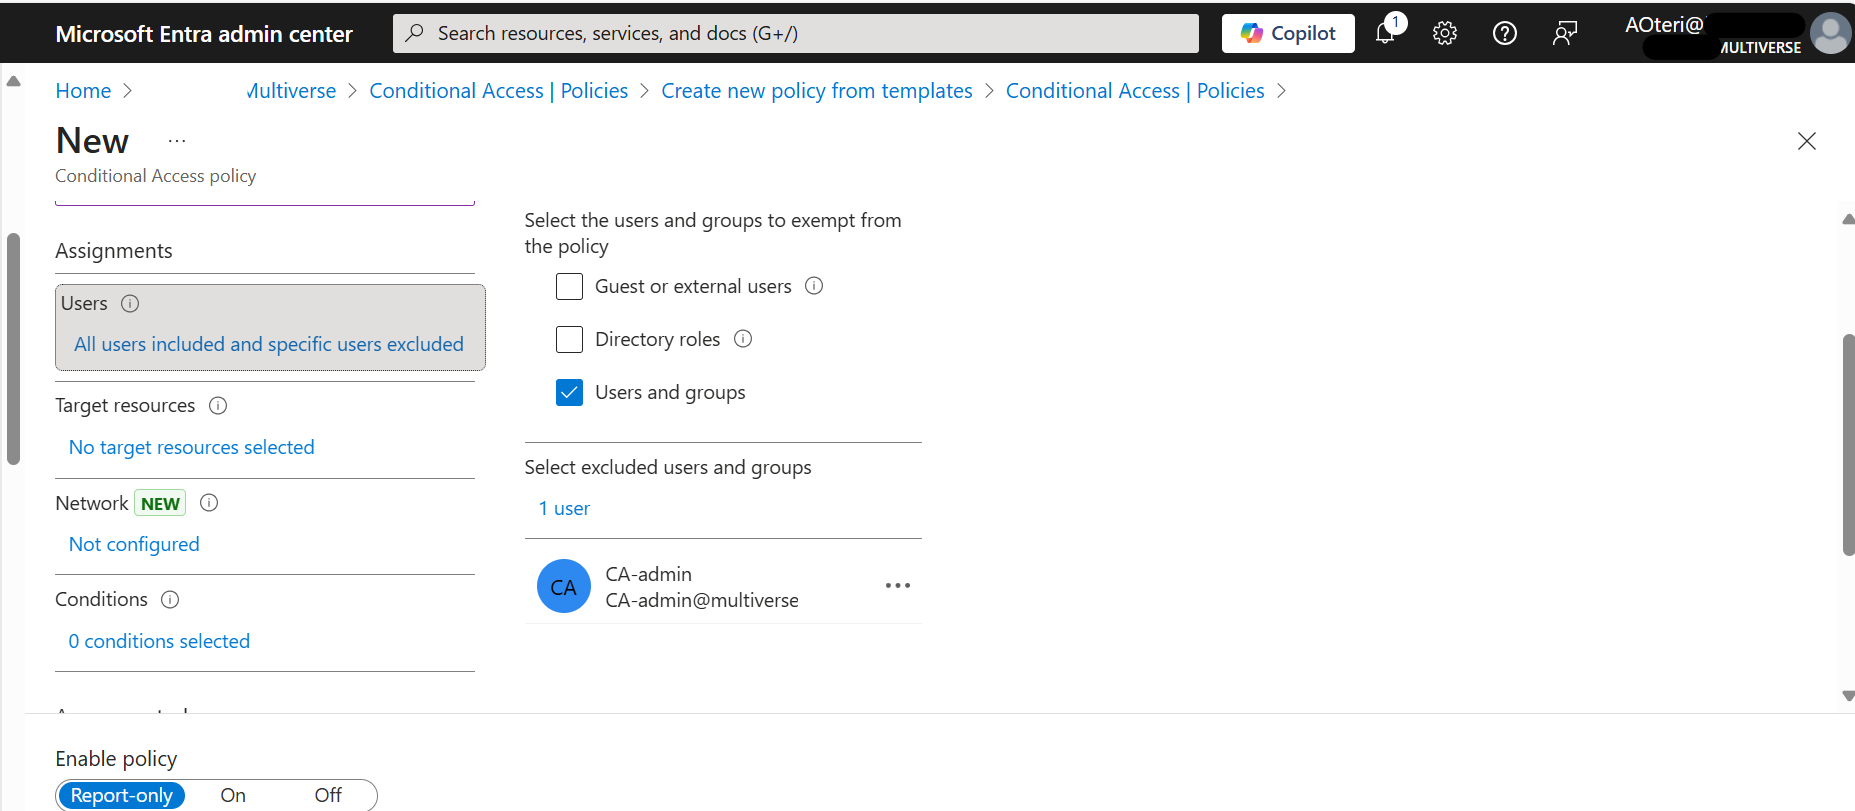 Microsoft Entra admin center
Search resources, services, and docs (G+/)
Copilot
1
AOteri@
MULTIVERSE
Home > Multiverse > Conditional Access | Policies > Create new policy from templates > Conditional Access | Policies >
New ...
Conditional Access policy
Assignments
Users
All users included and specific users excluded
Target resources
No target resources selected
Network NEW
Not configured
Conditions
0 conditions selected
Select the users and groups to exempt from
the policy
Guest or external users
Directory roles
Users and groups
Select excluded users and groups
1 user
CA
CA-admin
CA-admin@multiverse
Enable policy
Report-only On Off